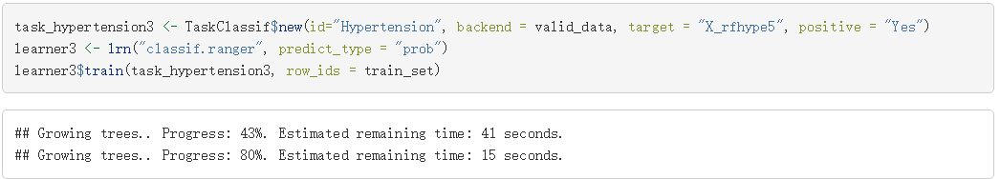 task_hypertension3 <- TaskClassif$new(id="Hypertension", backend = valid_data, target = "X_rfhype5", positive = "Yes")
learner3 <- lrn("classif.ranger", predict_type = "prob")
learner3$train(task_hypertension3, row_ids = train_set)
## Growing trees.. Progress: 43%. Estimated remaining time: 41 seconds.
## Growing trees.. Progress: 80%. Estimated remaining time: 15 seconds.